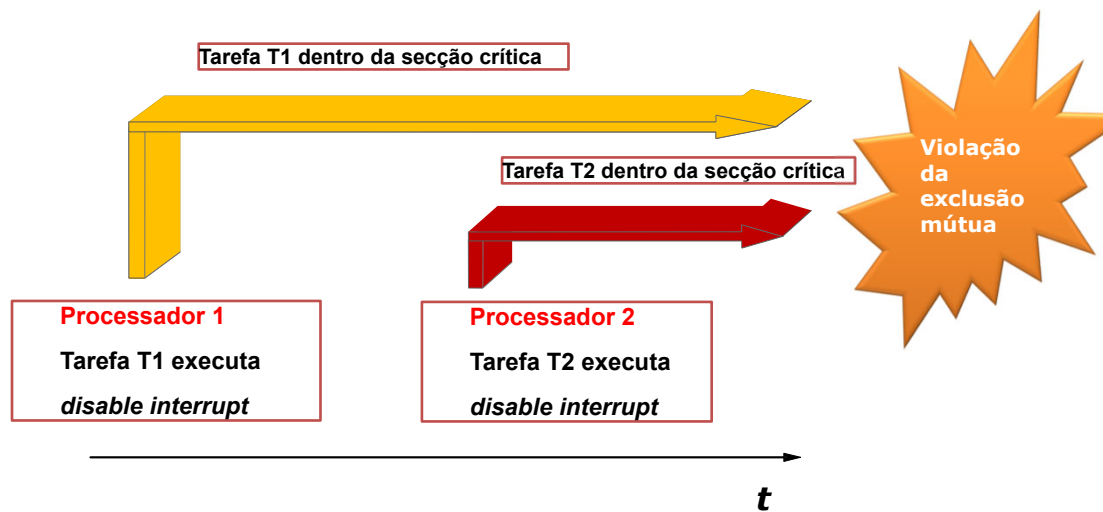 Tarefa T1 dentro da secção crítica
Violação
da
exclusão
mútua
Tarefa T2 dentro da secção crítica
Processador 1
Tarefa T1 executa
disable interrupt
Processador 2
Tarefa T2 executa
disable interrupt
t